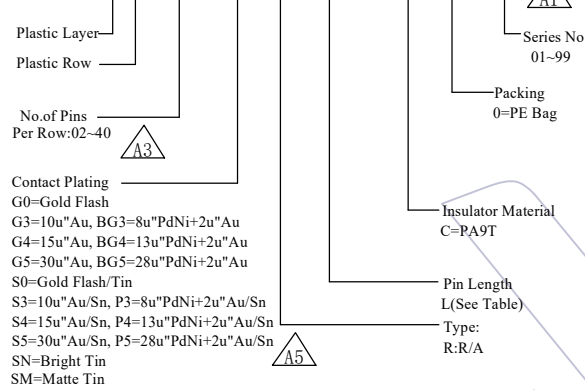 A1
Plastic Layer
Series No
01~99
Plastic Row
Packing
0=PE Bag
No.of Pins
Per Row:02~40
A3
Contact Plating
G0=Gold Flash
G3=10u"Au, BG3=8u"PdNi+2u"Au
G4=15u"Au, BG4=13u"PdNi+2u"Au
G5=30u"Au, BG5=28u"PdNi+2u"Au
S0=Gold Flash/Tin
S3=10u"Au/Sn, P3=8u"PdNi+2u"Au/Sn
S4=15u"Au/Sn, P4=13u"PdNi+2u"Au/Sn
S5=30u"Au/Sn, P5=28u"PdNi+2u"Au/Sn
SN=Bright Tin
SM=Matte Tin
Insulator Material
C=PA9T
Pin Length
L(See Table)
Type:
R:R/A
A5